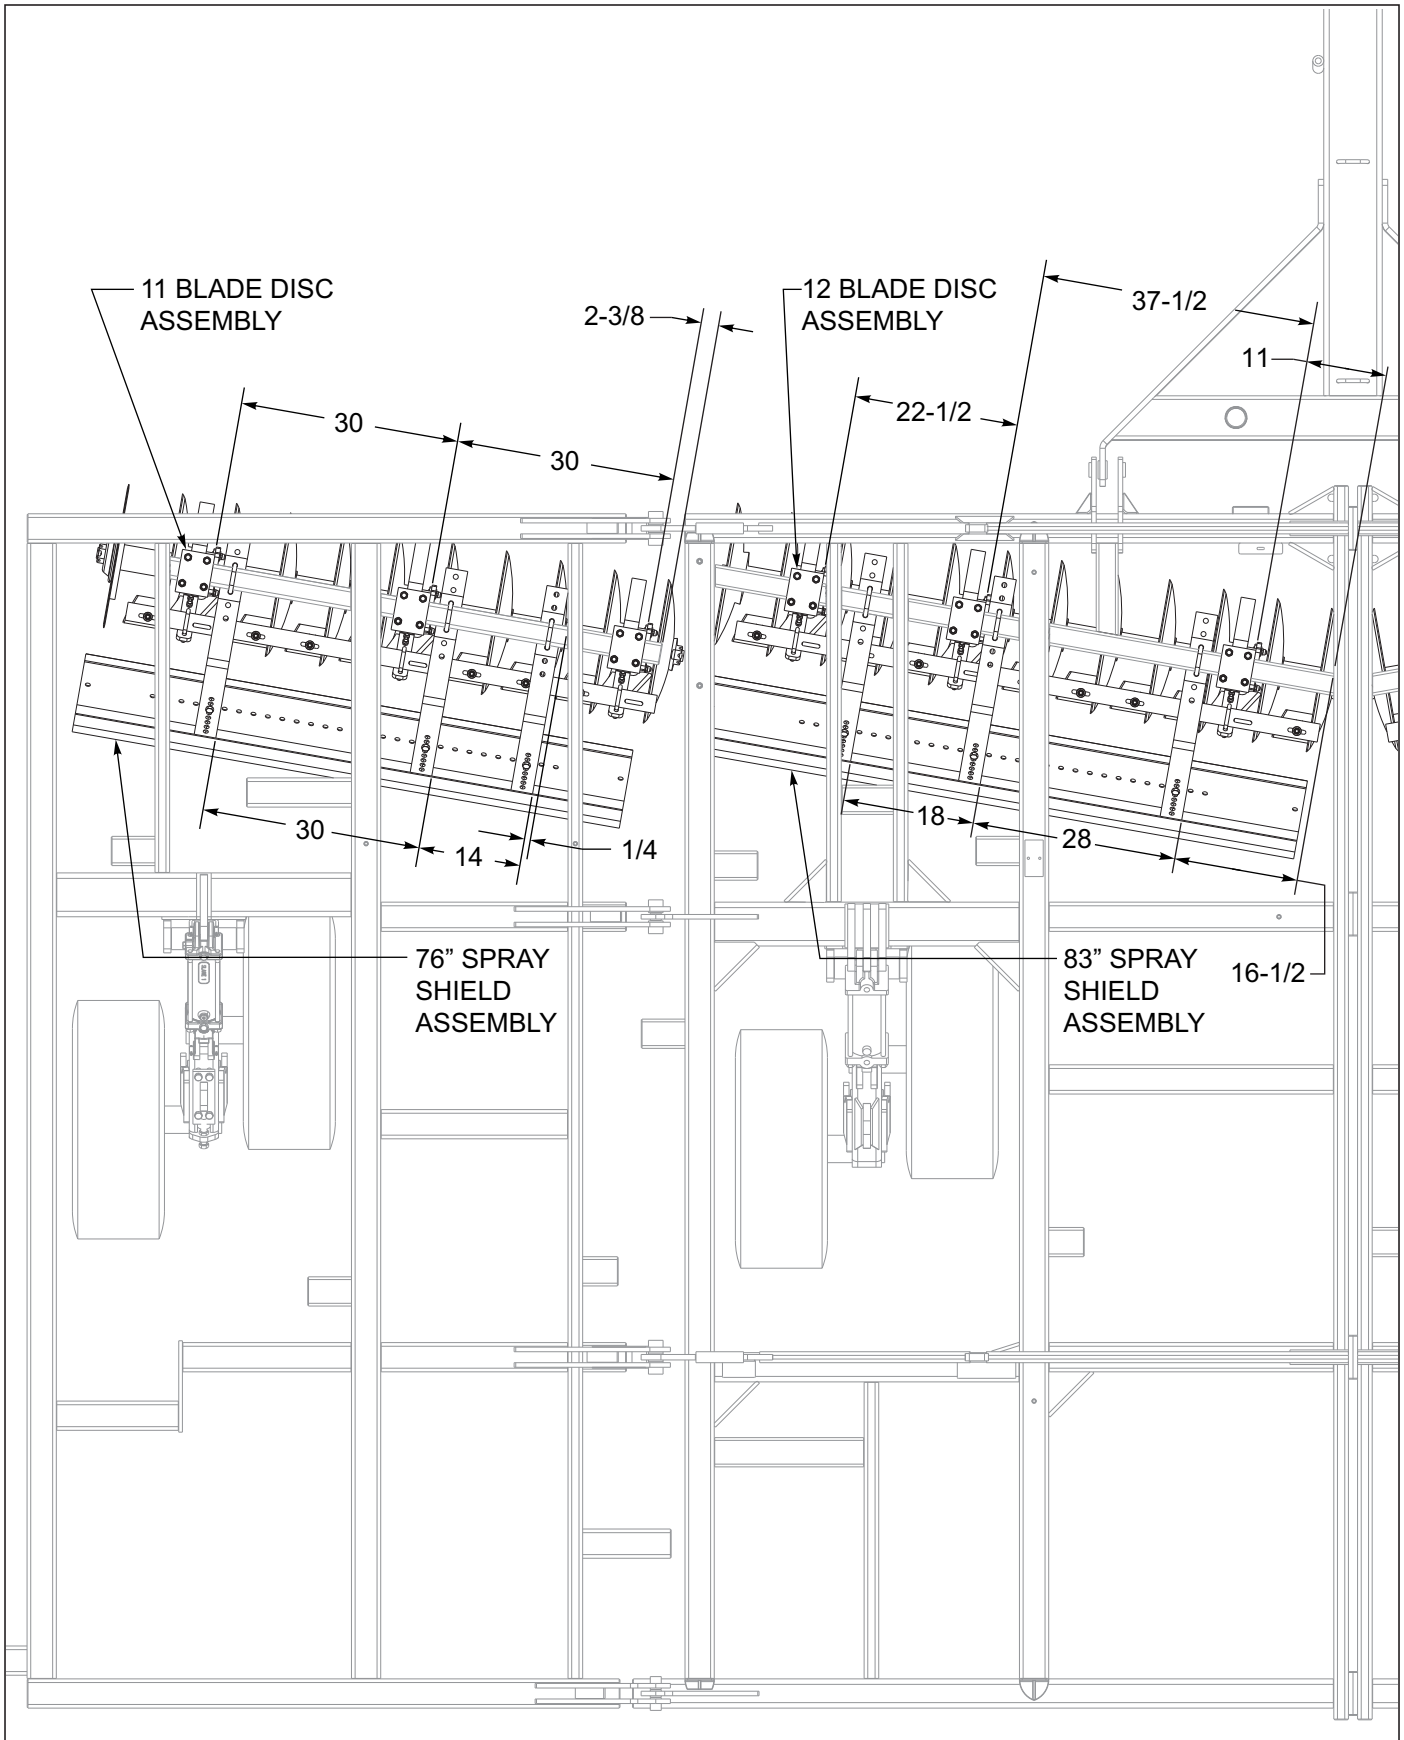 11 BLADE DISC
ASSEMBLY
2-3/8
12 BLADE DISC
ASSEMBLY
37-1/2
11
30
30
22-1/2
30
14
1/4
18
28
76” SPRAY
SHIELD
ASSEMBLY
83” SPRAY
SHIELD
ASSEMBLY
16-1/2